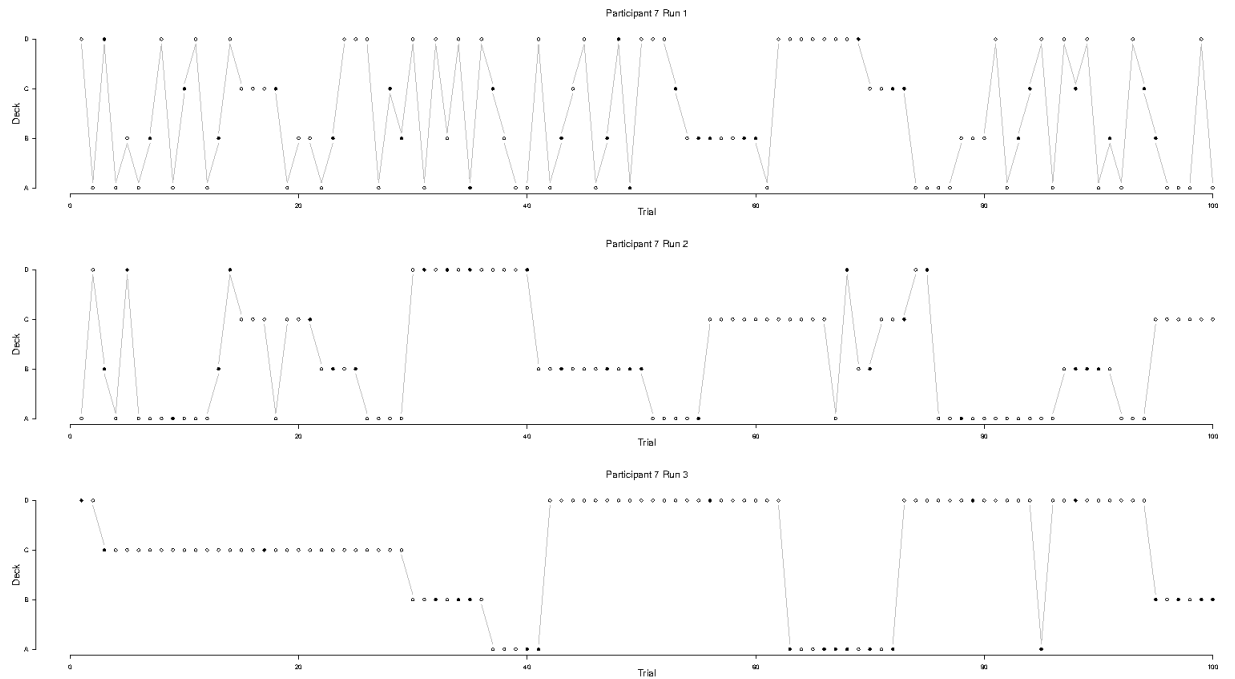 Participant 7 Run 1
D
C
B
A
Deck
0 20 40 60 80 100
Trial
Participant 7 Run 2
D
C
B
A
Deck
0 20 40 60 80 100
Trial
Participant 7 Run 3
D
C
B
A
Deck
0 20 40 60 80 100
Trial